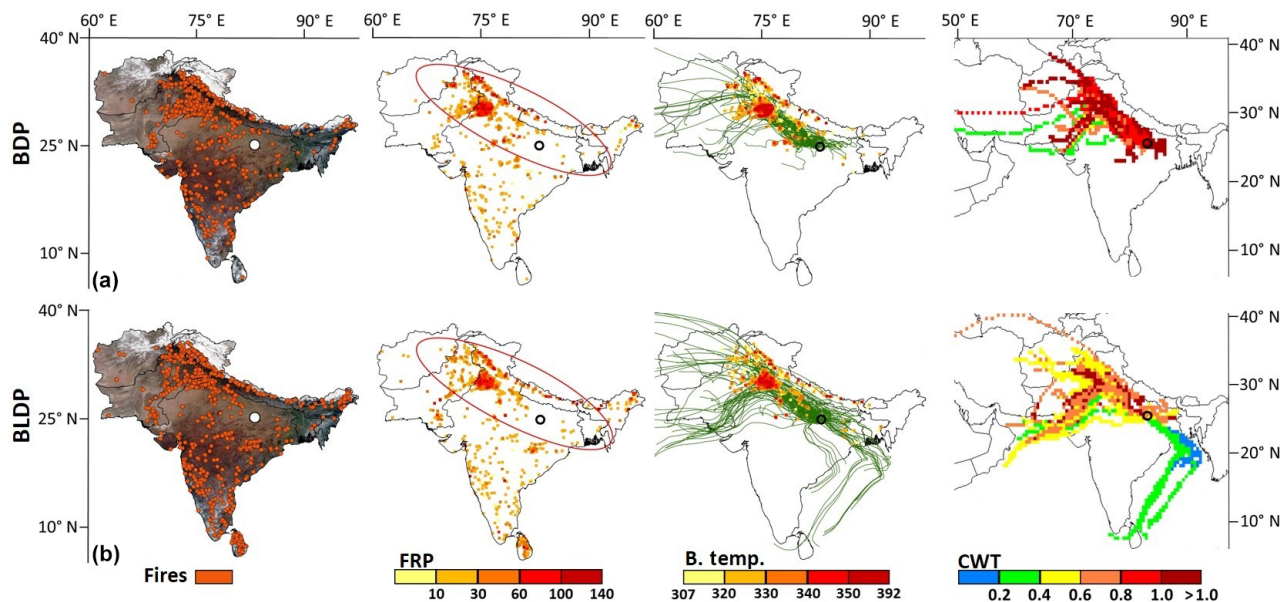 60° E 75° E 90° E 60° E 75° E 90° E 60° E 75° E 90° E 50° E 70° E 90° E
40° N
40° N
BDP
30° N
25° N
20° N
10° N
10° N
(a)
40° N
40° N
BLDP
30° N
25° N
20° N
10° N
10° N
(b)
Fires
FRP
10 30 60 100 140
B. temp.
307 320 330 340 350 392
CWT
0.2 0.4 0.6 0.8 1.0 >1.0